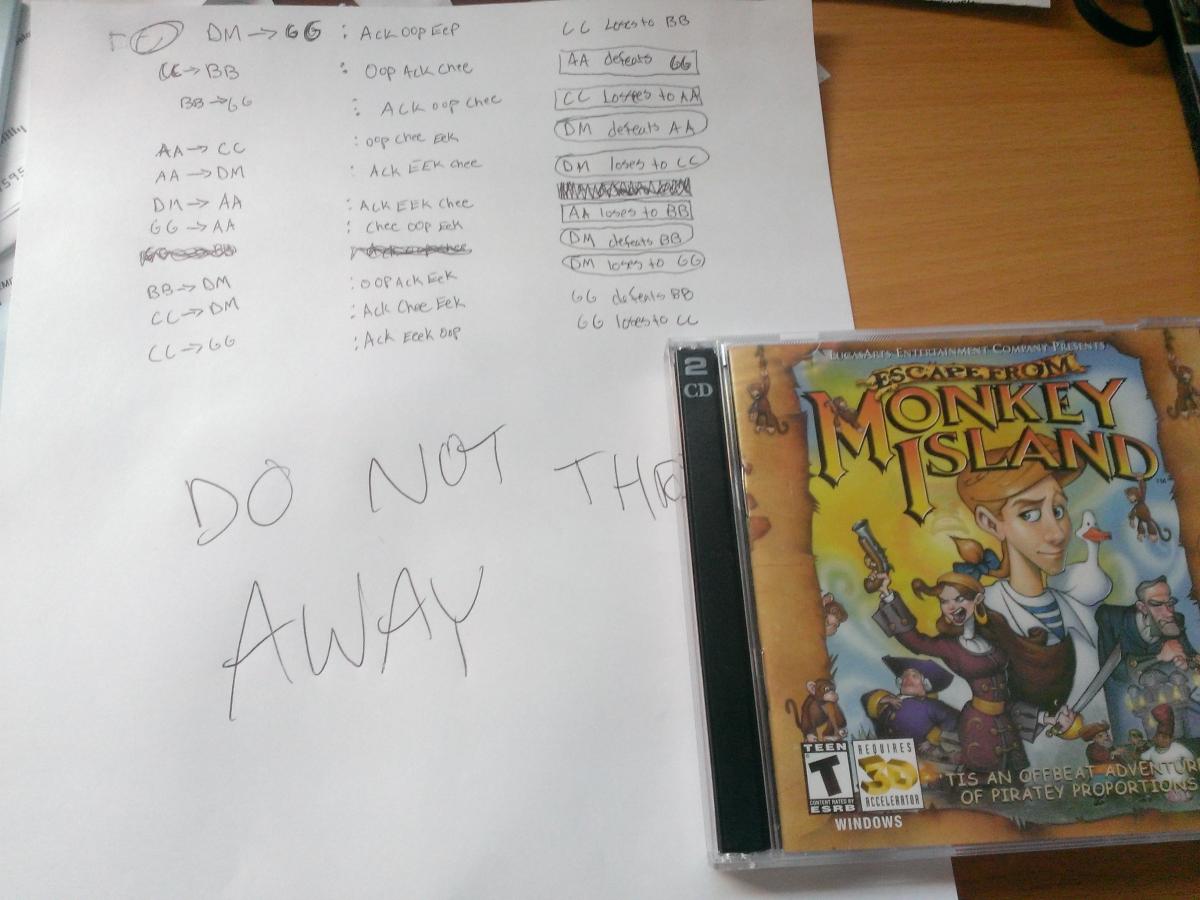 DM → GG : Ack Oop Eep
CC loses to BB
CC → BB : Oop Ack Chee
AA defeats GG
BB → GG : ACK oop chee
CC Losses to AA
AA → CC : oop chee Eek
DM defeats AA
AA → DM : Ack EEK chee
DM loses to CC
DM → AA : ACK EEK Chee
AA loses to BB
GG → AA : Chee oop Eek
DM defeats BB
DM loses to GG
BB → DM : OOP Ack EeK
GG defeats BB
CC → DM : Ack Chee Eek
GG loses to CC
CC → GG : Ack Eeek oop
DO NOT
AWAY
2
CD
LUCASARTS ENTERTAINMENT COMPANY PRESENTS
ESCAPE FROM
MONKEY
ISLAND™
TEEN
T
CONTENT RATED BY
ESRB
REQUIRES
3D
ACCELERATOR
WINDOWS
'TIS AN OFFBEAT ADVENTURE
OF PIRATEY PROPORTIONS